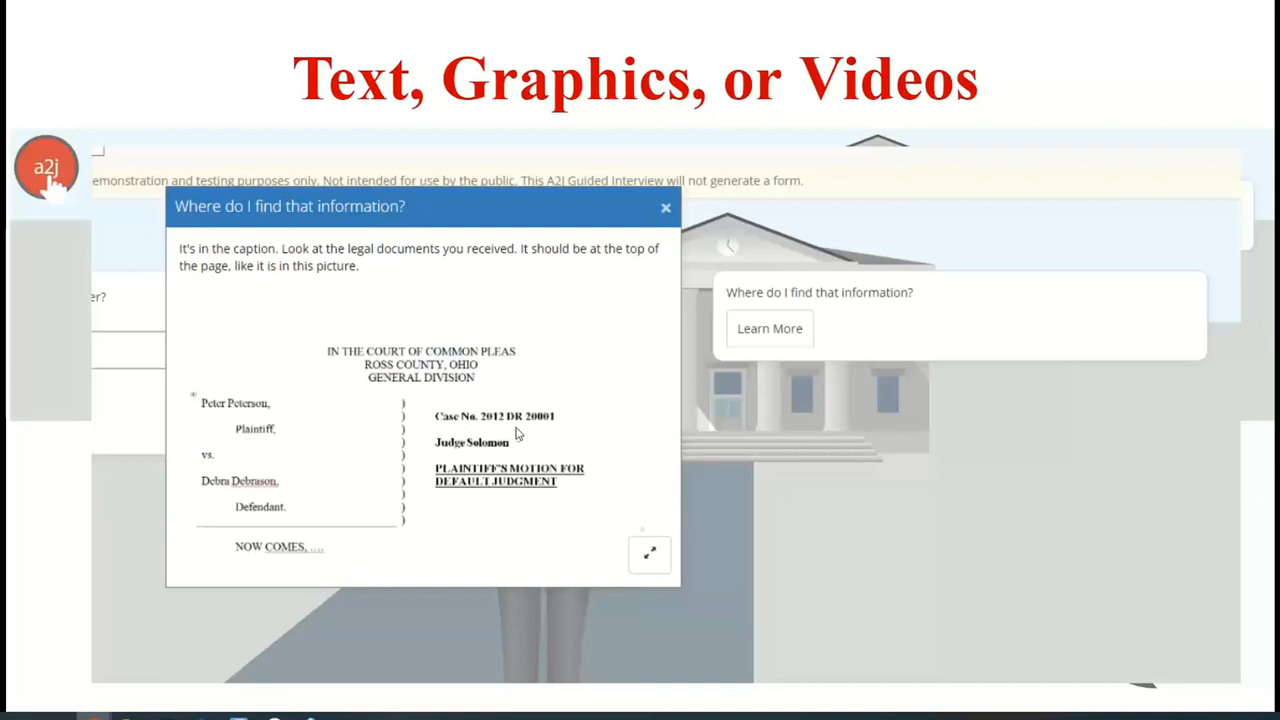 Text, Graphics, or Videos
a2j
emonstration and testing purposes only. Not intended for use by the public. This A2J Guided Interview will not generate a form.
Where do I find that information?
×
It's in the caption. Look at the legal documents you received. It should be at the top of
the page, like it is in this picture.
er?
Where do I find that information?
Learn More
IN THE COURT OF COMMON PLEAS
ROSS COUNTY, OHIO
GENERAL DIVISION
* Peter Peterson, )
) Case No. 2012 DR 20001
Plaintiff, )
) Judge Solomon
vs. )
) PLAINTIFF'S MOTION FOR
Debra Debrason, ) DEFAULT JUDGMENT
)
Defendant. )
)
NOW COMES, ....